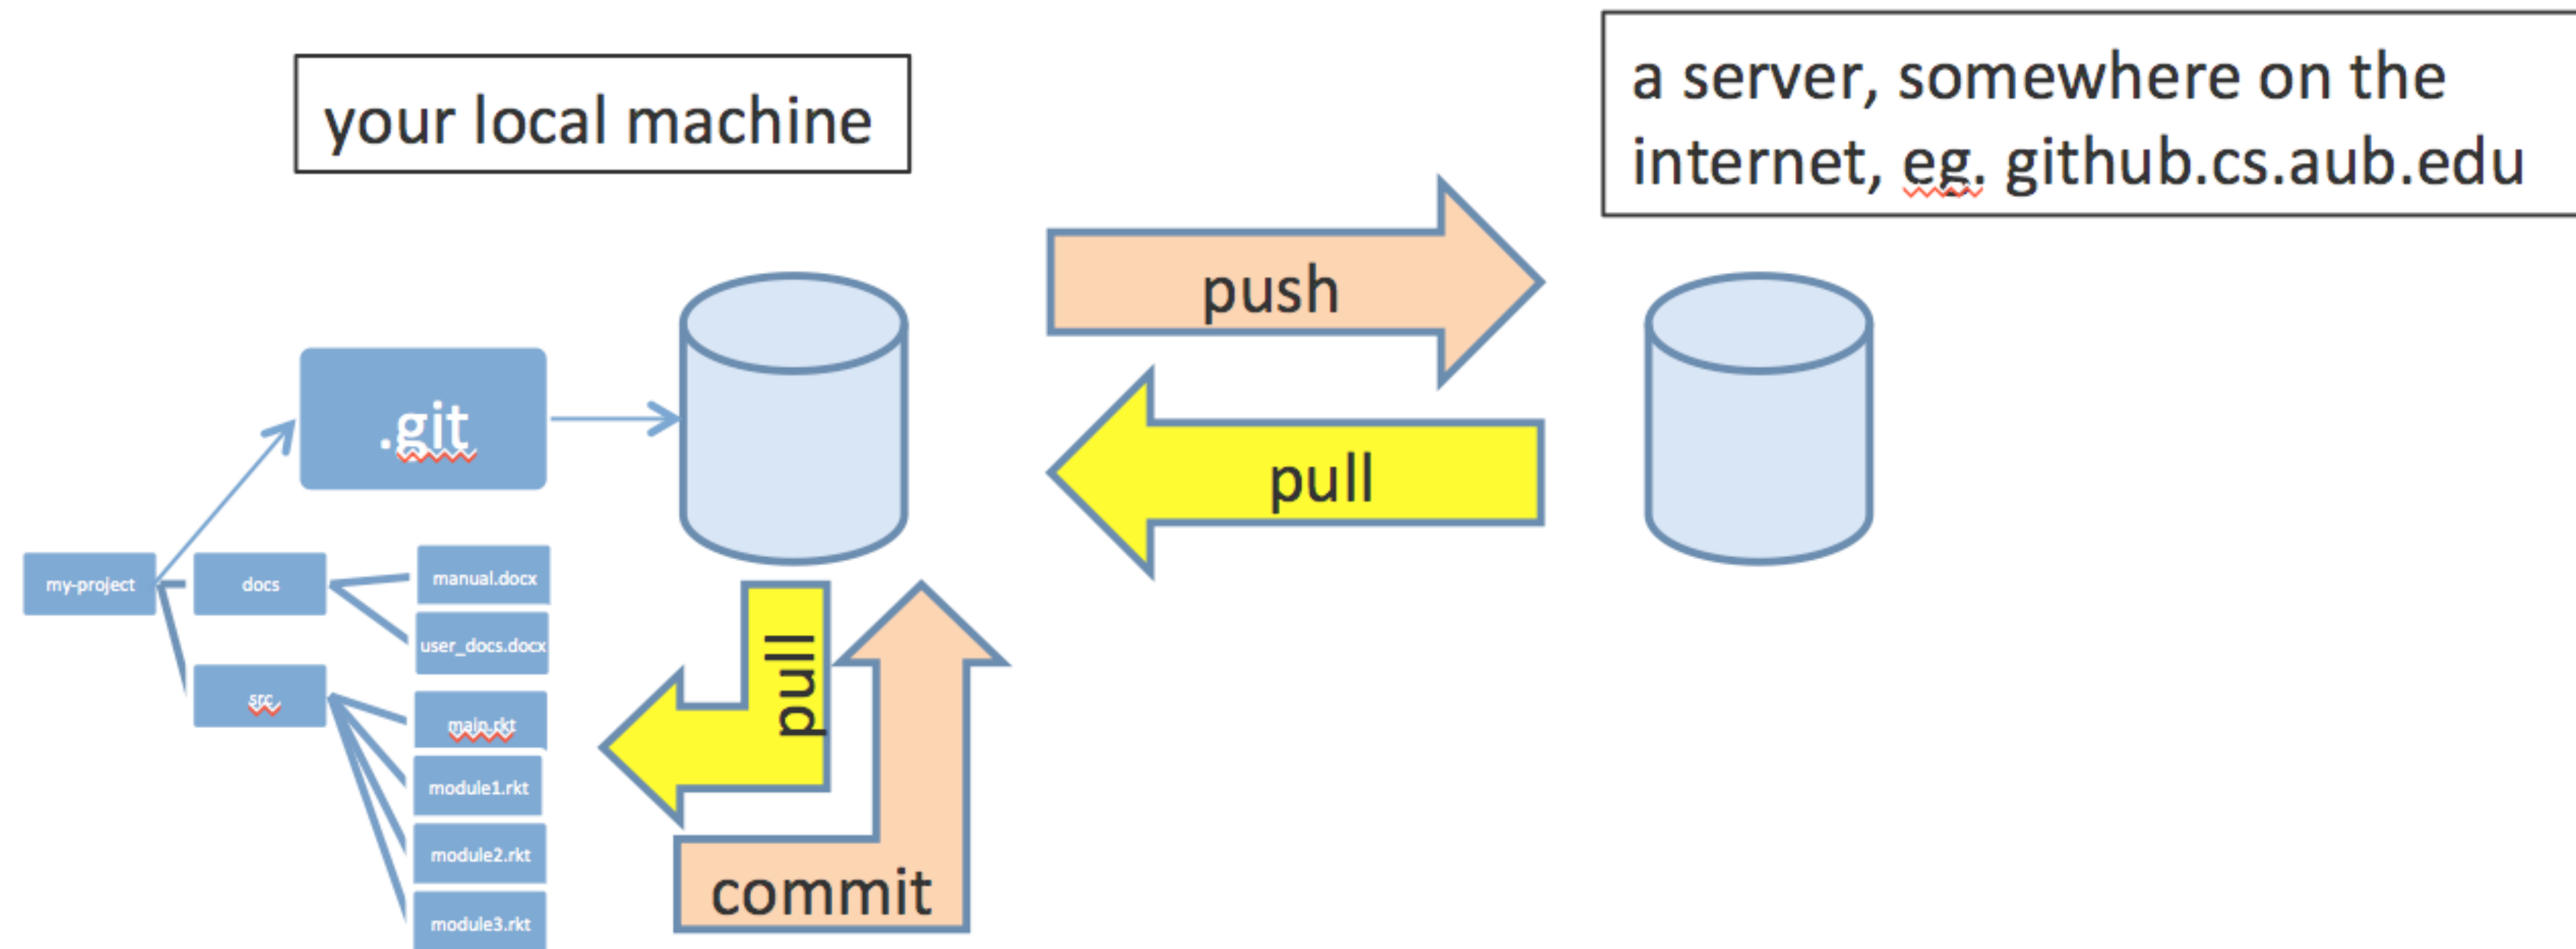 your local machine
a server, somewhere on the
internet, eg. github.cs.aub.edu
push
.git
pull
my-project
docs
manual.docx
user_docs.docx
src
main.rkt
module1.rkt
module2.rkt
module3.rkt
pull
commit